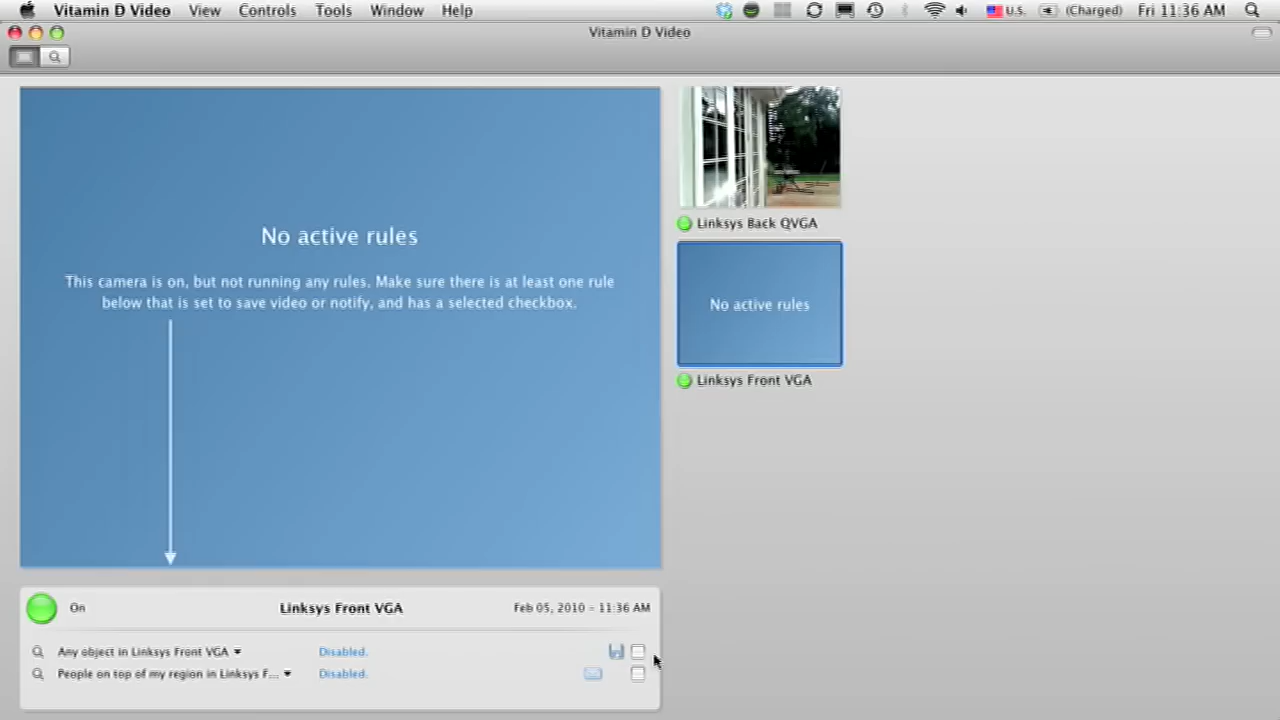 Vitamin D Video View Controls Tools Window Help U.S. (Charged) Fri 11:36 AM
Vitamin D Video
No active rules
This camera is on, but not running any rules. Make sure there is at least one rule
below that is set to save video or notify, and has a selected checkbox.
Linksys Back QVGA
No active rules
Linksys Front VGA
On Linksys Front VGA Feb 05, 2010 - 11:36 AM
Any object in Linksys Front VGA Disabled.
People on top of my region in Linksys F... Disabled.